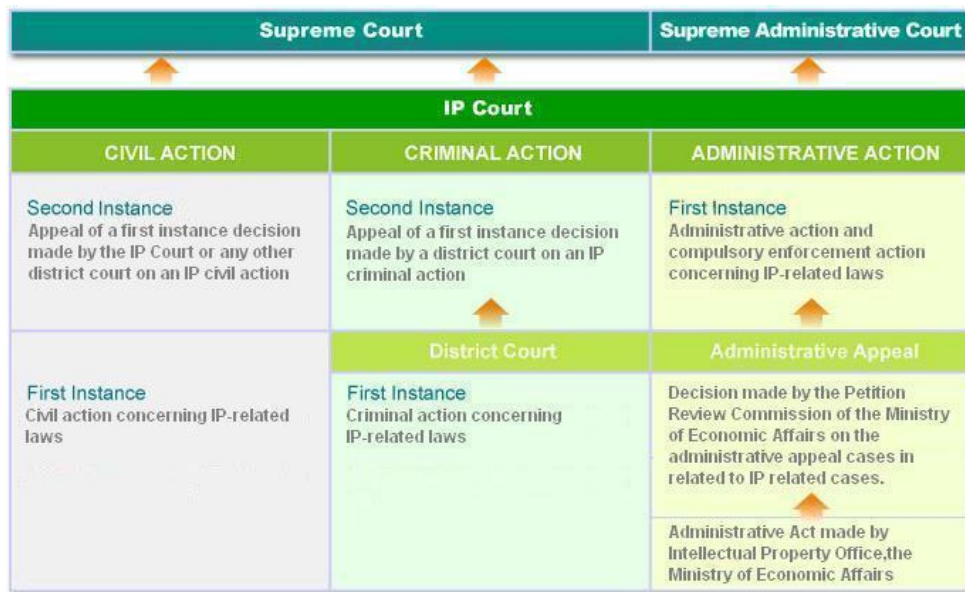 Supreme Court
Supreme Administrative Court
IP Court
CIVIL ACTION
CRIMINAL ACTION
ADMINISTRATIVE ACTION
Second Instance
Appeal of a first instance decision
made by the IP Court or any other
district court on an IP civil action
Second Instance
Appeal of a first instance decision
made by a district court on an IP
criminal action
First Instance
Administrative action and
compulsory enforcement action
concerning IP-related laws
First Instance
Civil action concerning IP-related
laws
District Court
First Instance
Criminal action concerning
IP-related laws
Administrative Appeal
Decision made by the Petition
Review Commission of the Ministry
of Economic Affairs on the
administrative appeal cases in
related to IP related cases.
Administrative Act made by
Intellectual Property Office,the
Ministry of Economic Affairs